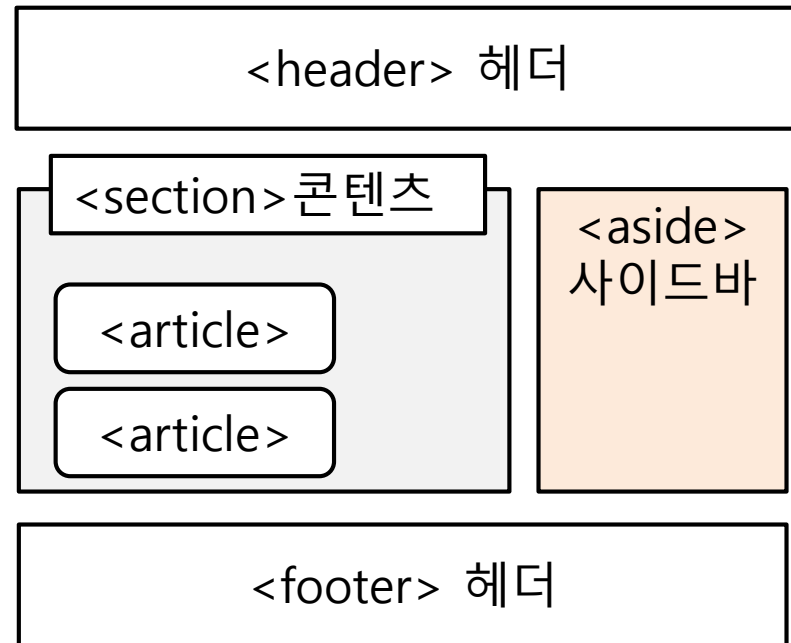 <header> 헤더
<section>콘텐츠
<article>
<article>
<aside>
사이드바
<footer> 헤더